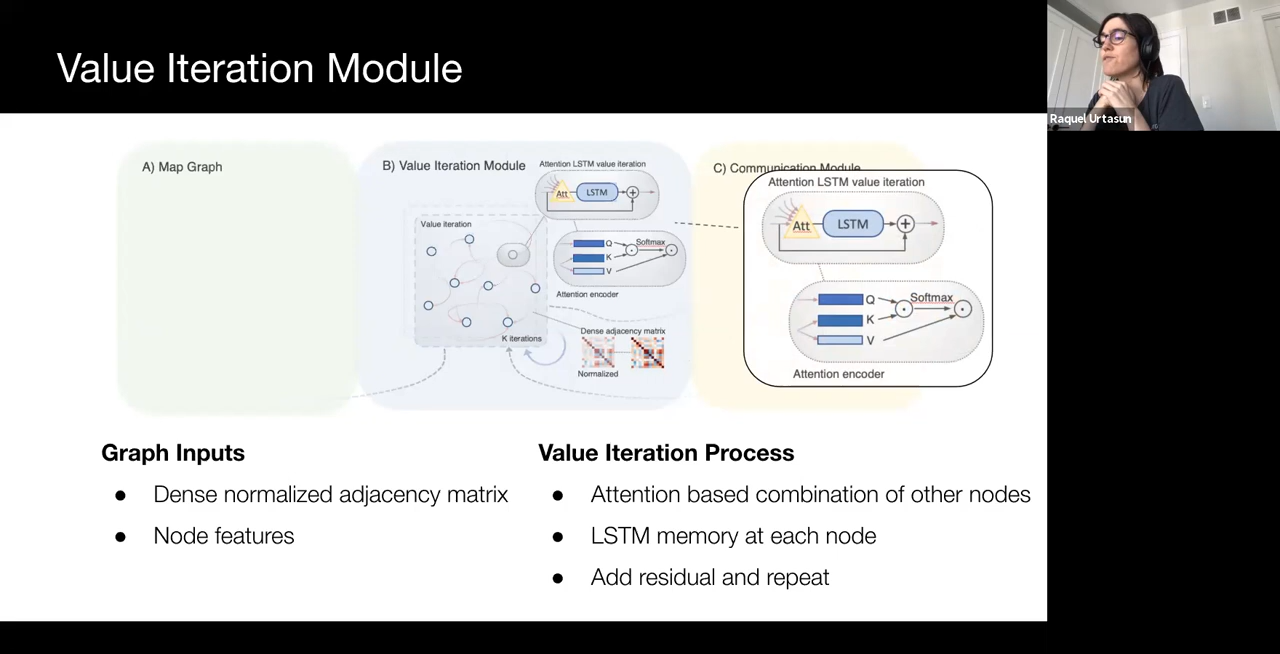 Value Iteration Module
Raquel Urtasun
A) Map Graph
B) Value Iteration Module
Attention LSTM value iteration
Att
LSTM
Value iteration
Q
K
V
Softmax
Attention encoder
K iterations
Dense adjacency matrix
Normalized
C) Communication Module
Attention LSTM value iteration
Att
LSTM
Q
K
V
Softmax
Attention encoder
Graph Inputs
● Dense normalized adjacency matrix
● Node features
Value Iteration Process
● Attention based combination of other nodes
● LSTM memory at each node
● Add residual and repeat